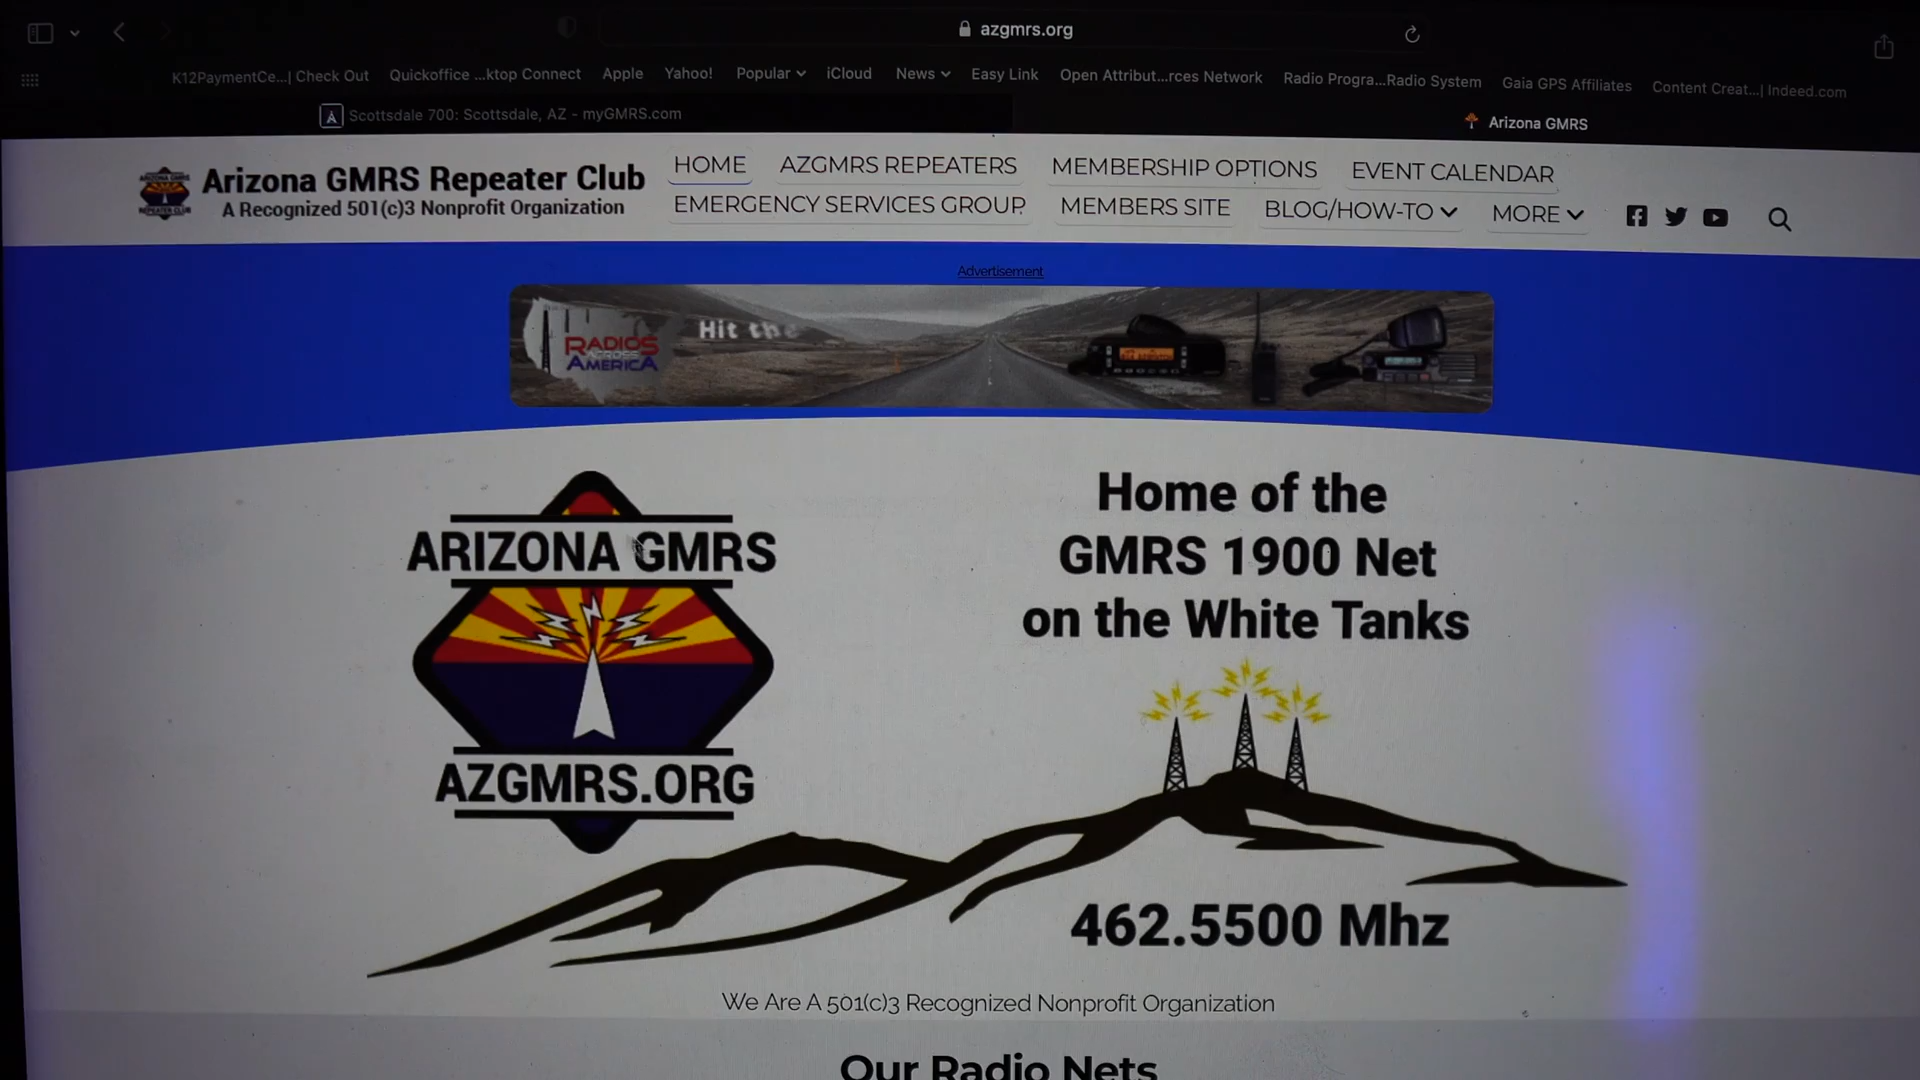 azgmrs.org
K12PaymentCe...| Check Out
Quickoffice ...ktop Connect
Apple
Yahoo!
Popular
iCloud
News
Easy Link
Open Attribut...rces Network
Radio Progra...Radio System
Gaia GPS Affiliates
Content Creat...| Indeed.com
Scottsdale 700: Scottsdale, AZ - myGMRS.com
Arizona GMRS
Arizona GMRS Repeater Club
A Recognized 501(c)3 Nonprofit Organization
HOME
AZGMRS REPEATERS
MEMBERSHIP OPTIONS
EVENT CALENDAR
EMERGENCY SERVICES GROUP
MEMBERS SITE
BLOG/HOW-TO
MORE
Advertisement
RADIOS
ACROSS
AMERICA
Hit the
ARIZONA GMRS
AZGMRS.ORG
Home of the
GMRS 1900 Net
on the White Tanks
462.5500 Mhz
We Are A 501(c)3 Recognized Nonprofit Organization
Our Radio Nets